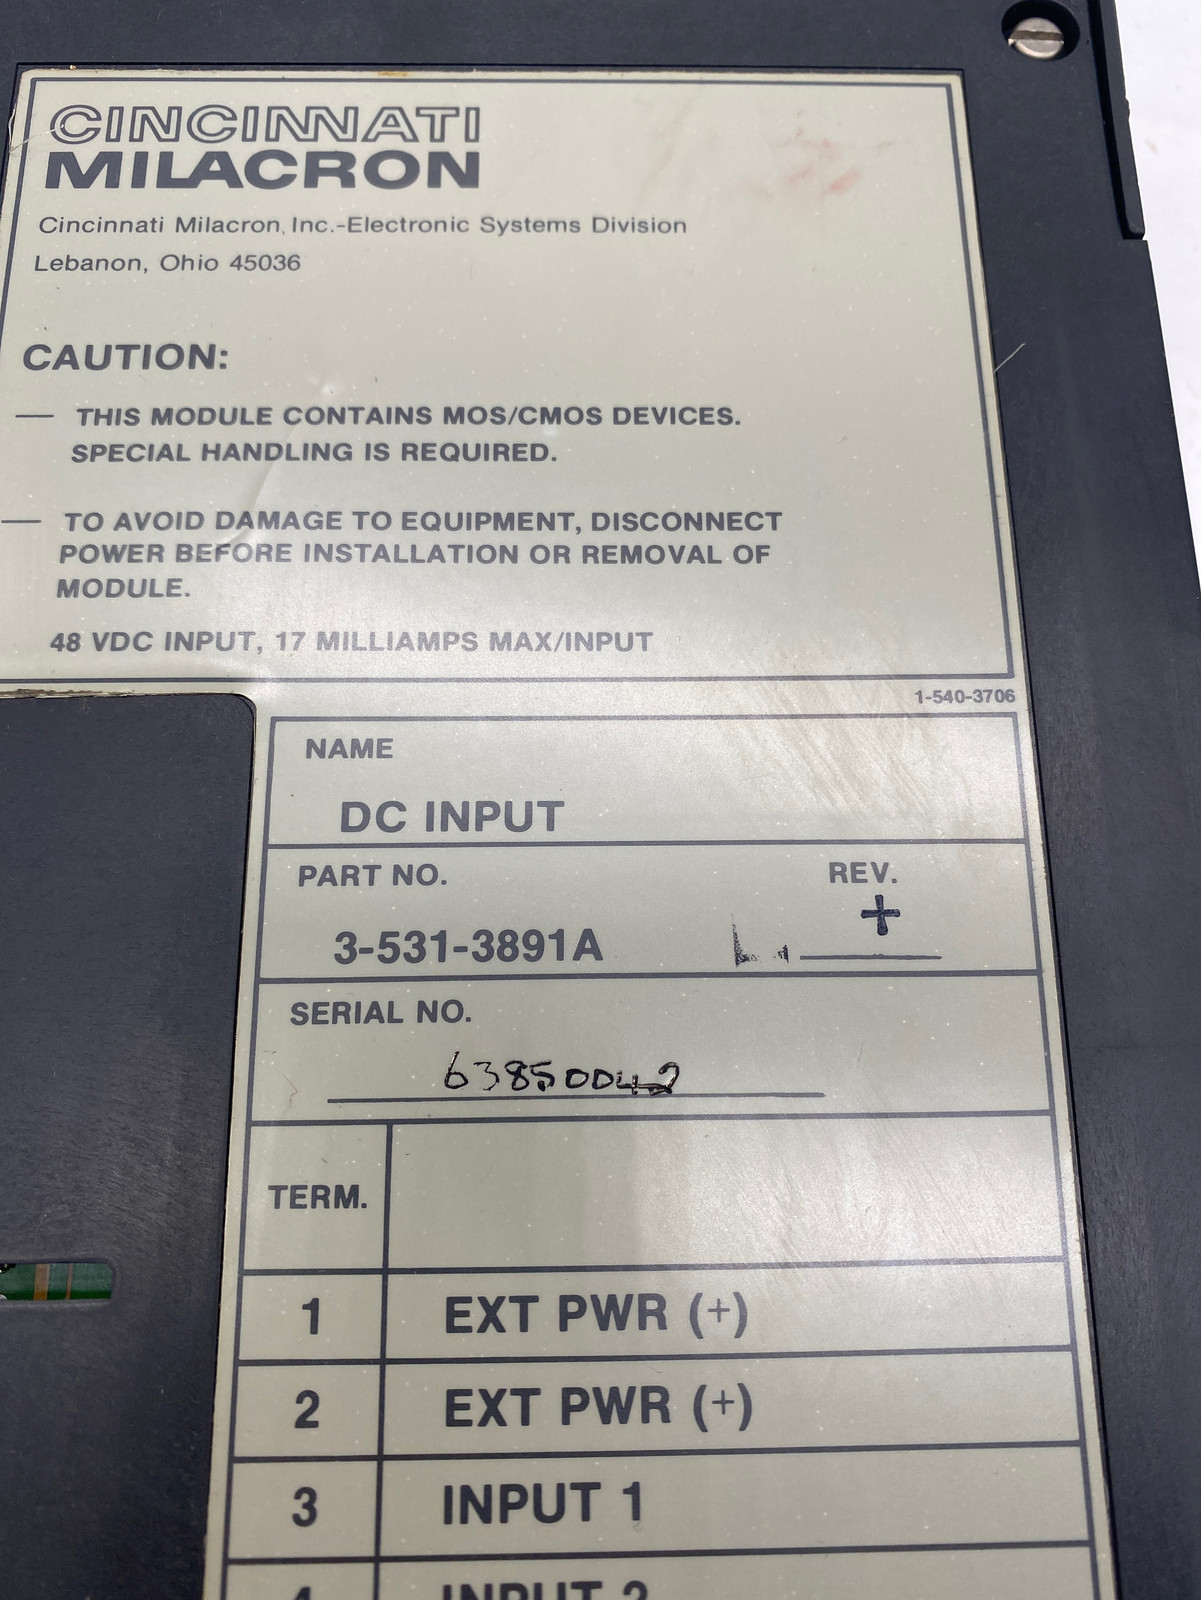 CINCINNATI
MILACRON
Cincinnati Milacron, Inc.-Electronic Systems Division
Lebanon, Ohio 45036
CAUTION:
— THIS MODULE CONTAINS MOS/CMOS DEVICES.
SPECIAL HANDLING IS REQUIRED.
— TO AVOID DAMAGE TO EQUIPMENT, DISCONNECT
POWER BEFORE INSTALLATION OR REMOVAL OF
MODULE.
48 VDC INPUT, 17 MILLIAMPS MAX/INPUT
1-540-3706
NAME
DC INPUT
PART NO.
REV.
3-531-3891A
+
SERIAL NO.
63850042
TERM.
1 EXT PWR (+)
2 EXT PWR (+)
3 INPUT 1
4 INPUT 2